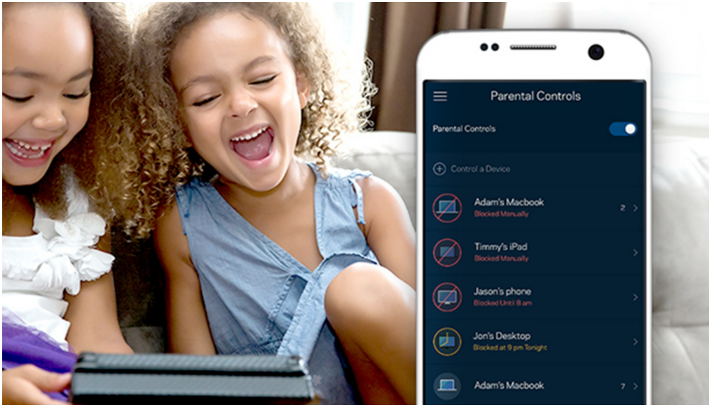 Parental Controls
Parental Controls
Control a Device
Adam's Macbook
Blocked Manually
2
Timmy's iPad
Blocked Manually
Jason's phone
Blocked Until 8 am
Jon's Desktop
Blocked at 9 pm Tonight
Adam's Macbook
7